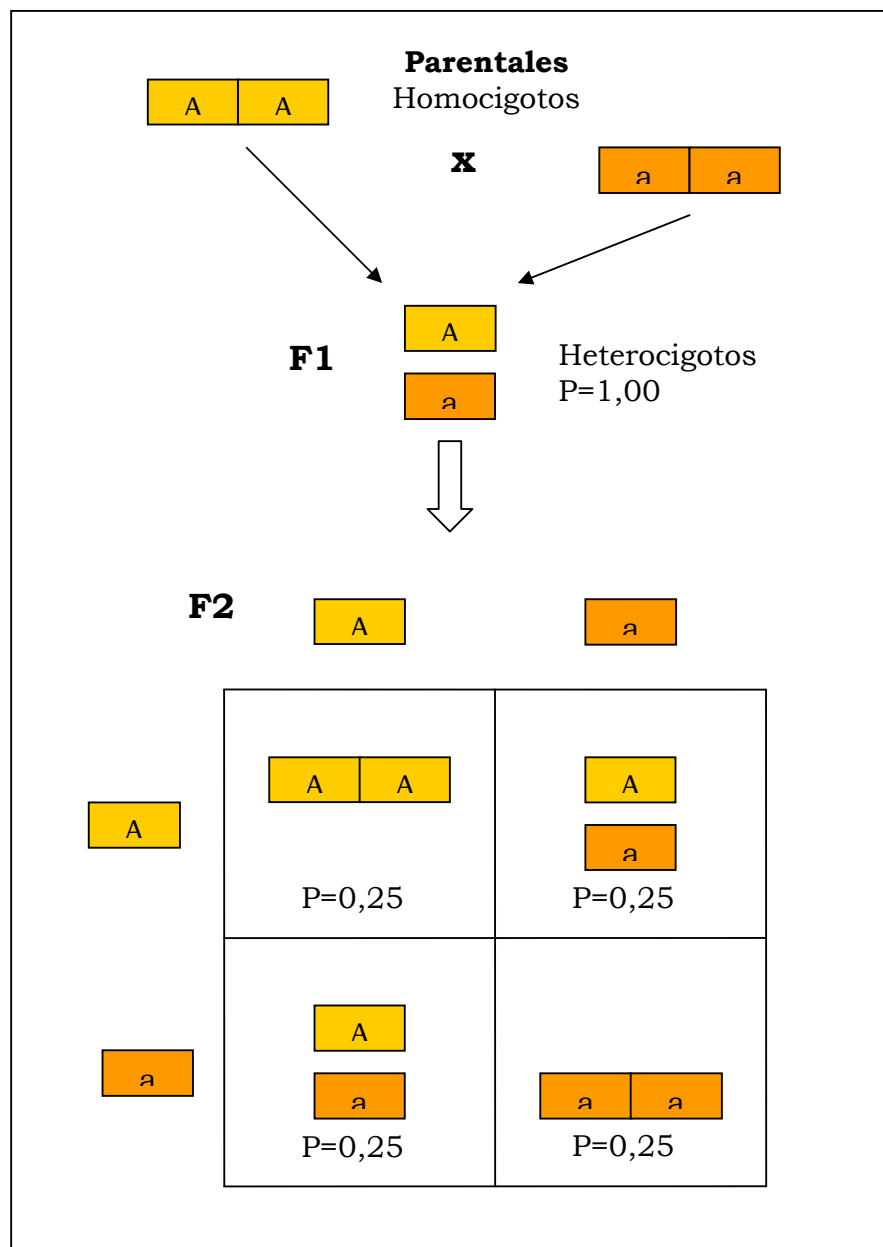 Parentales
Homocigotos
A A
x
a a
F1
A
a
Heterocigotos
P=1,00
F2
A a
A
A A
P=0,25
A
a
P=0,25
a
A
a
P=0,25
a a
P=0,25